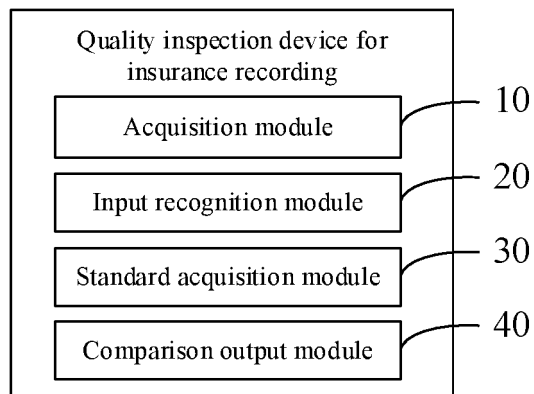 Quality inspection device for
insurance recording
Acquisition module
10
Input recognition module
20
Standard acquisition module
30
Comparison output module
40